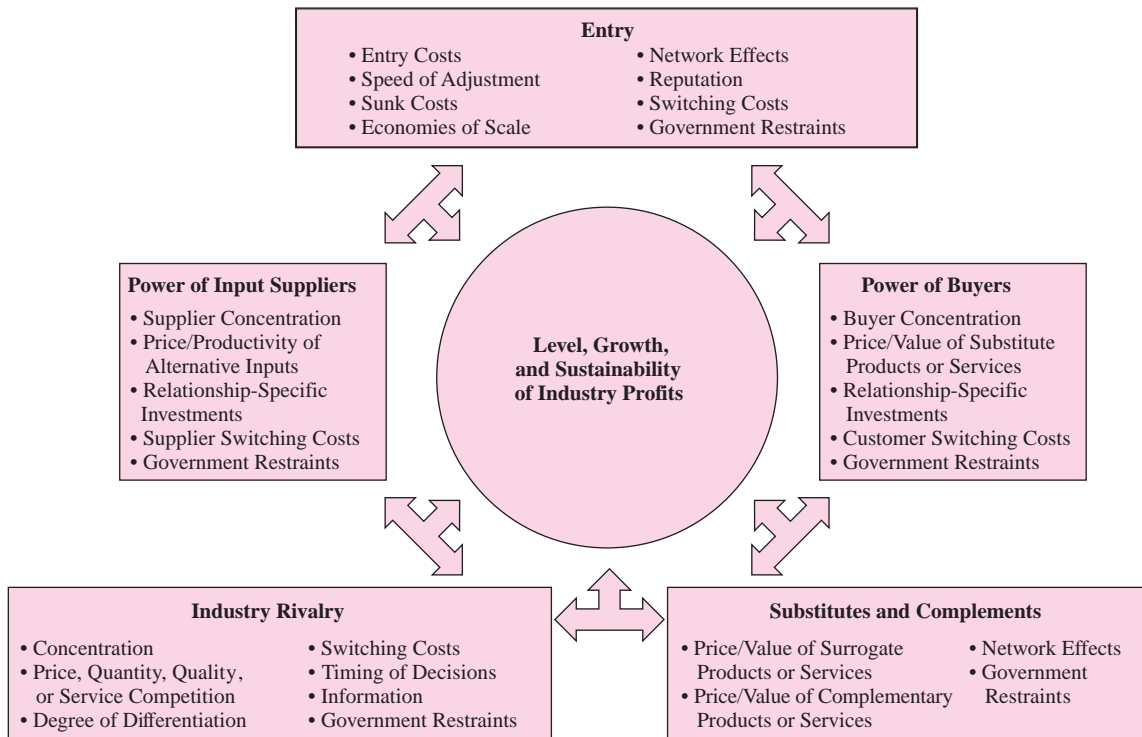 Entry
• Entry Costs
• Speed of Adjustment
• Sunk Costs
• Economies of Scale
• Network Effects
• Reputation
• Switching Costs
• Government Restraints
Power of Input Suppliers
• Supplier Concentration
• Price/Productivity of
Alternative Inputs
• Relationship-Specific
Investments
• Supplier Switching Costs
• Government Restraints
Level, Growth,
and Sustainability
of Industry Profits
Power of Buyers
• Buyer Concentration
• Price/Value of Substitute
Products or Services
• Relationship-Specific
Investments
• Customer Switching Costs
• Government Restraints
Industry Rivalry
• Concentration
• Price, Quantity, Quality,
or Service Competition
• Degree of Differentiation
• Switching Costs
• Timing of Decisions
• Information
• Government Restraints
Substitutes and Complements
• Price/Value of Surrogate
Products or Services
• Price/Value of Complementary
Products or Services
• Network Effects
• Government
Restraints